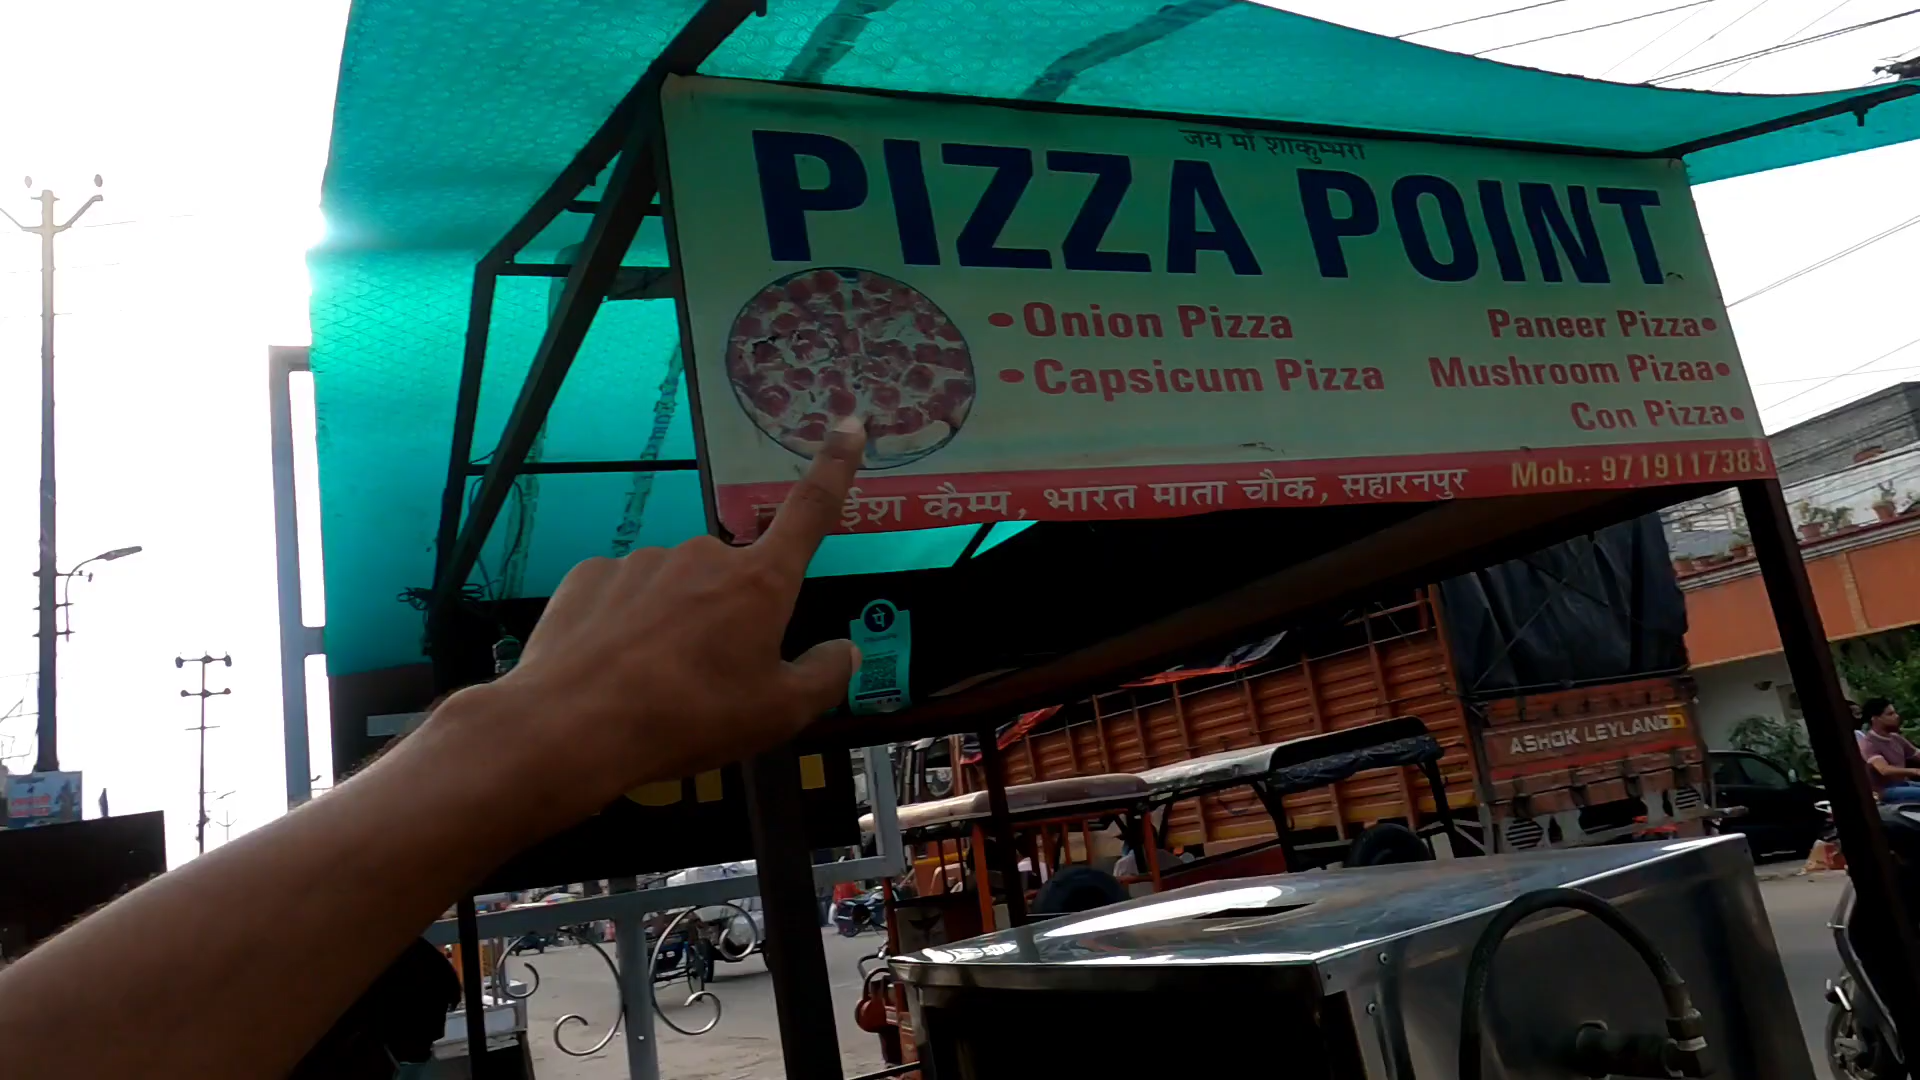 जय माँ शाकुम्भरी
PIZZA POINT
•Onion Pizza
•Capsicum Pizza
Paneer Pizza•
Mushroom Pizaa•
Con Pizza•
कैम्प, भारत माता चौक, सहारनपुर
Mob.: 9719117383
पे
ASHOK LEYLAND